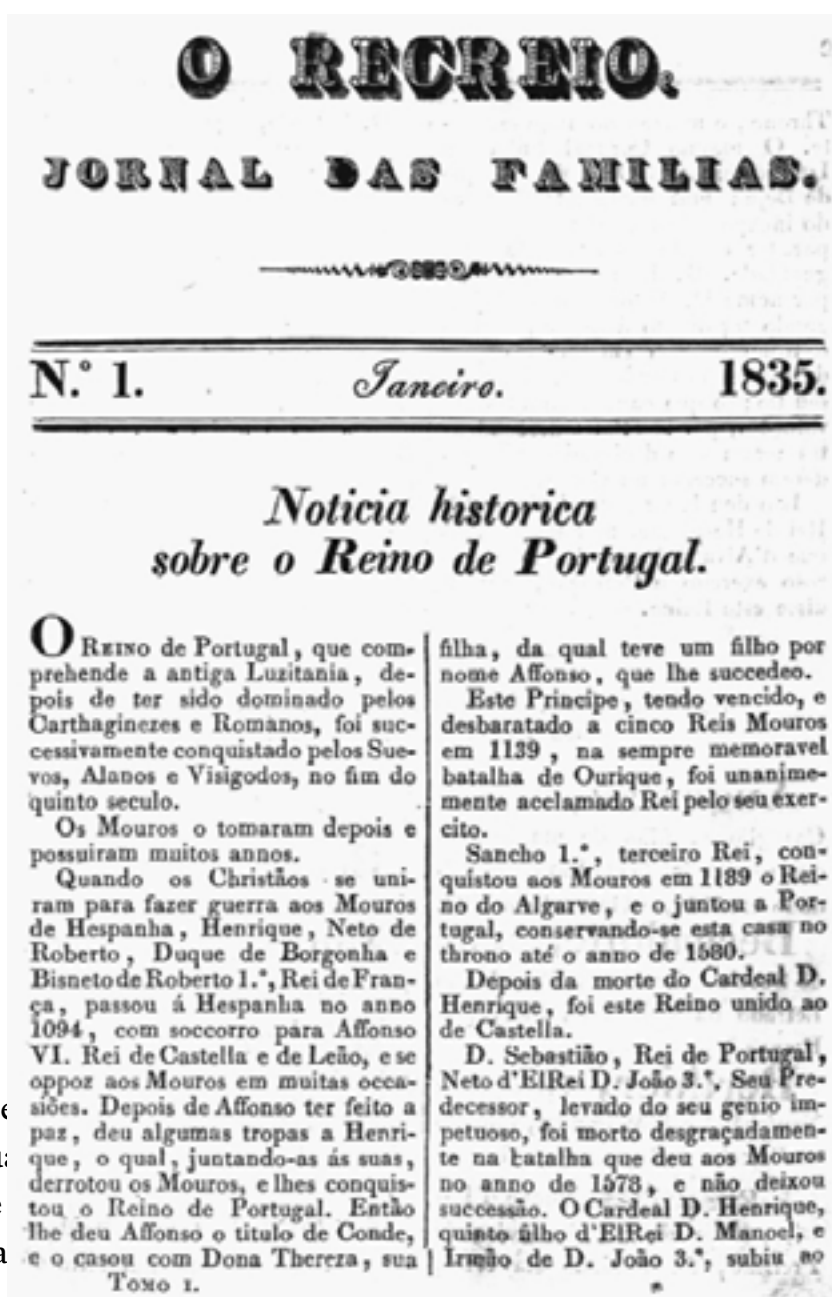 O RECREIO,
JORNAL DAS FAMILIAS.
N.º 1. Janeiro. 1835.
Noticia historica
sobre o Reino de Portugal.
O REINO de Portugal, que com-
prehende a antiga Luzitania, de-
pois de ter sido dominado pelos
Carthaginezes e Romanos, foi suc-
cessivamente conquistado pelos Sue-
vos, Alanos e Visigodos, no fim do
quinto seculo.
Os Mouros o tomaram depois e
possuiram muitos annos.
Quando os Christãos se uni-
ram para fazer guerra aos Mouros
de Hespanha, Henrique, Neto de
Roberto, Duque de Borgonha e
Bisneto de Roberto 1.º, Rei de Fran-
ça, passou á Hespanha no anno
1094, com soccorro para Affonso
VI. Rei de Castella e de Leão, e se
oppoz aos Mouros em muitas occa-
siões. Depois de Affonso ter feito a
paz, deu algumas tropas a Henri-
que, o qual, juntando-as ás suas,
derrotou os Mouros, e lhes conquis-
tou o Reino de Portugal. Então
lhe deu Affonso o titulo de Conde,
e o casou com Dona Thereza, sua
TOMO I.
filha, da qual teve um filho por
nome Affonso, que lhe succedeo.
Este Principe, tendo vencido, e
desbaratado a cinco Reis Mouros
em 1139, na sempre memoravel
batalha de Ourique, foi unanime-
mente acclamado Rei pelo seu exer-
cito.
Sancho 1.º, terceiro Rei, con-
quistou aos Mouros em 1189 o Rei-
no do Algarve, e o juntou a Por-
tugal, conservando-se esta casa no
throno até o anno de 1580.
Depois da morte do Cardeal D.
Henrique, foi este Reino unido ao
de Castella.
D. Sebastião, Rei de Portugal,
Neto d'ElRei D. João 3.º, Seu Pre-
decessor, levado do seu genio im-
petuoso, foi morto desgraçadamen-
te na batalha que deu aos Mouros
no anno de 1578, e não deixou
successão. O Cardeal D. Henrique,
quinto filho d'ElRei D. Manoel, e
Irmão de D. João 3.º, subiu ao